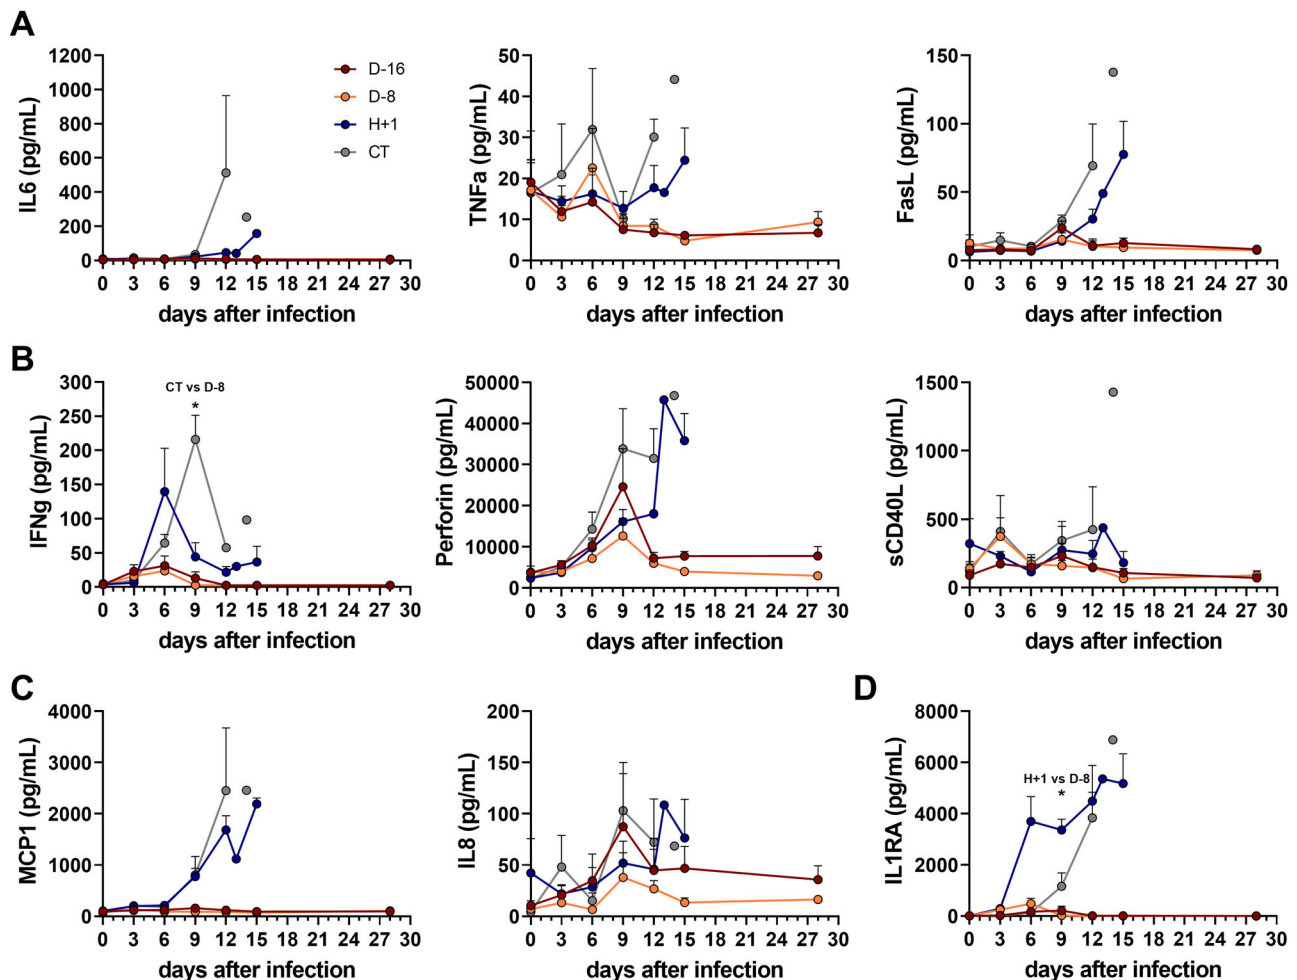 A
IL6 (pg/mL)
1200
1000
800
600
400
200
0
0 3 6 9 12 15 18 21 24 27 30
days after infection
D-16
D-8
H+1
CT
TNFa (pg/mL)
50
40
30
20
10
0
0 3 6 9 12 15 18 21 24 27 30
days after infection
FasL (pg/mL)
150
100
50
0
0 3 6 9 12 15 18 21 24 27 30
days after infection
B
IFNg (pg/mL)
300
250
200
150
100
50
0
CT vs D-8
*
0 3 6 9 12 15 18 21 24 27 30
days after infection
Perforin (pg/mL)
50000
40000
30000
20000
10000
0
0 3 6 9 12 15 18 21 24 27 30
days after infection
sCD40L (pg/mL)
1500
1000
500
0
0 3 6 9 12 15 18 21 24 27 30
days after infection
C
MCP1 (pg/mL)
4000
3000
2000
1000
0
0 3 6 9 12 15 18 21 24 27 30
days after infection
IL8 (pg/mL)
200
150
100
50
0
0 3 6 9 12 15 18 21 24 27 30
days after infection
D
IL1RA (pg/mL)
8000
6000
4000
2000
0
H+1 vs D-8
*
0 3 6 9 12 15 18 21 24 27 30
days after infection